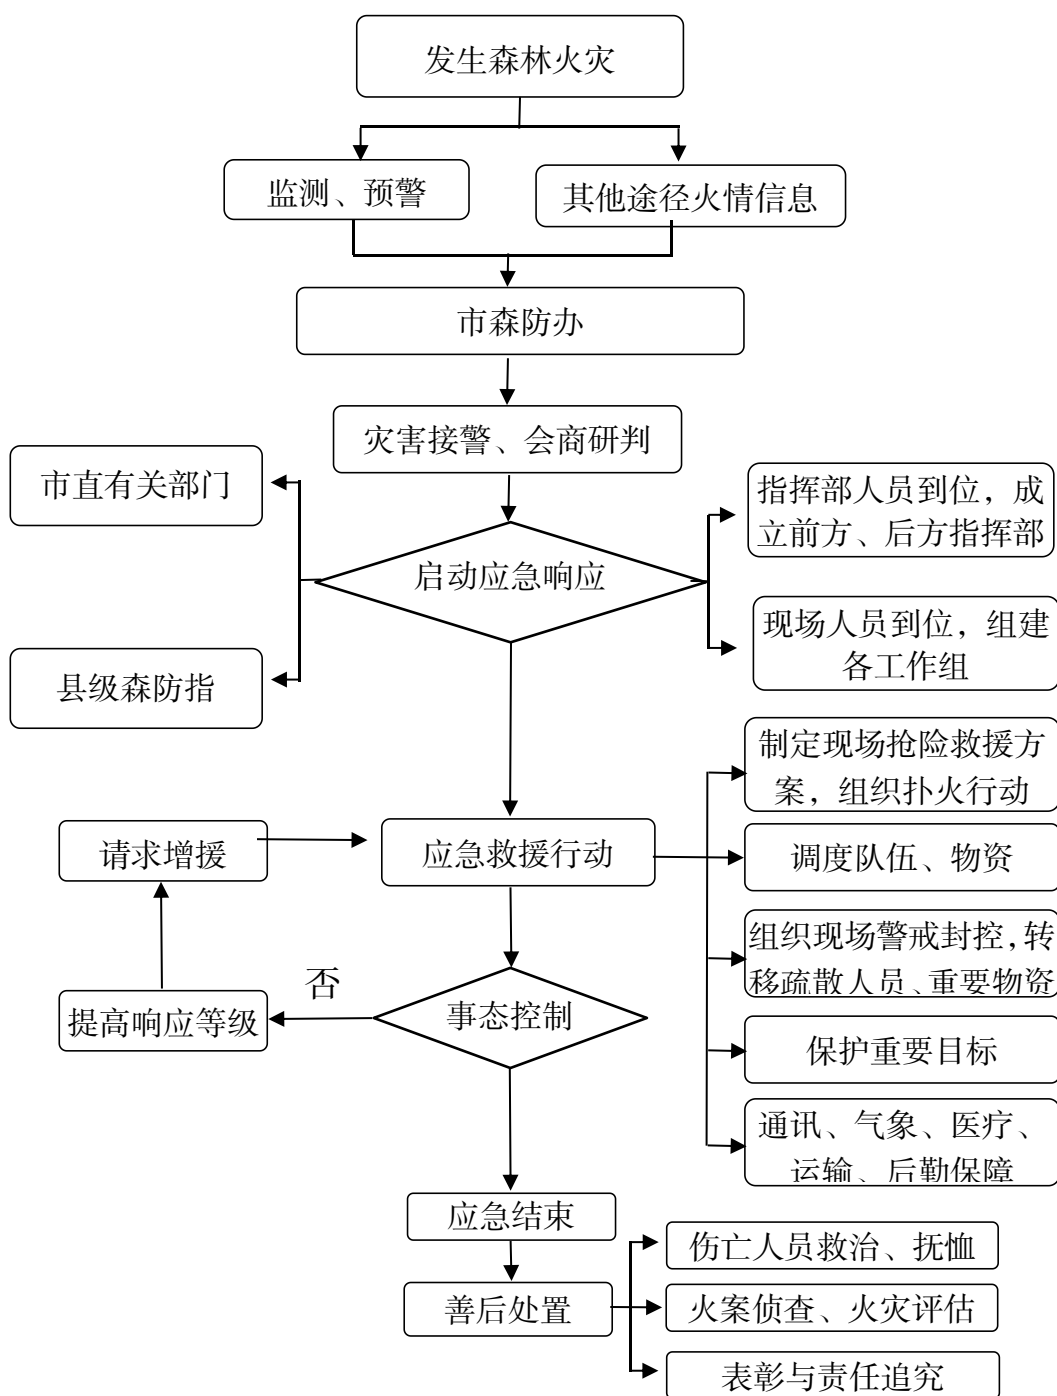 发生森林火灾
监测、预警
其他途径火情信息
市森防办
灾害接警、会商研判
市直有关部门
指挥部人员到位，成
立前方、后方指挥部
启动应急响应
现场人员到位，组建
各工作组
县级森防指
制定现场抢险救援方
案，组织扑火行动
请求增援
应急救援行动
调度队伍、物资
组织现场警戒封控，转
移疏散人员、重要物资
否
提高响应等级
事态控制
保护重要目标
通讯、气象、医疗、
运输、后勤保障
应急结束
伤亡人员救治、抚恤
善后处置
火案侦查、火灾评估
表彰与责任追究